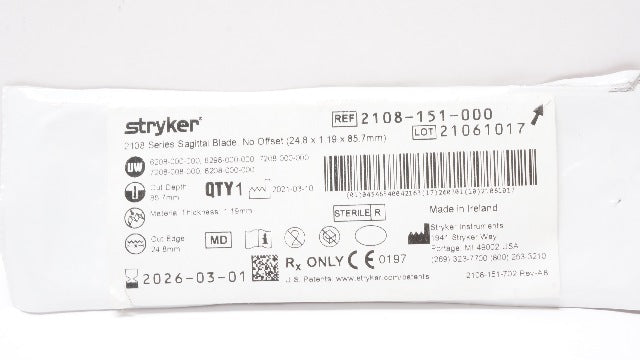 stryker
REF 2108-151-000
LOT 21061017
2108 Series Sagittal Blade, No Offset (24.8 x 1.19 x 85.7mm)
6208-000-000, 6298-000-000, 7208-000-000
7208-008-000, 8208-000-000
Cut Depth
85.7mm
QTY 1
2021-03-10
Material Thickness: 1.19mm
STERILE R
Made in Ireland
Cut Edge
24.8mm
MD
Stryker Instruments
1941 Stryker Way
Portage, MI 49002 USA
(269) 323-7700 (800) 253-3210
2026-03-01
Rx ONLY CE 0197
U.S. Patents: www.stryker.com/patents
2108-151-702 Rev-AB